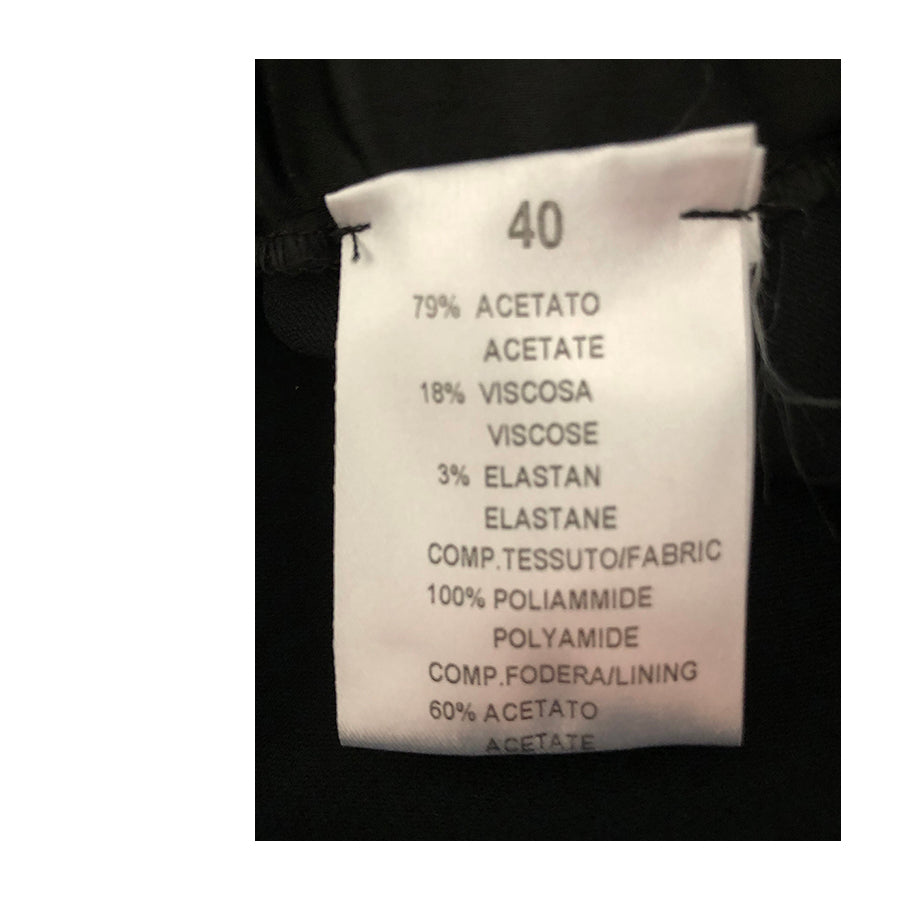 40
79% ACETATO
ACETATE
18% VISCOSA
VISCOSE
3% ELASTAN
ELASTANE
COMP.TESSUTO/FABRIC
100% POLIAMMIDE
POLYAMIDE
COMP.FODERA/LINING
60% ACETATO
ACETATE